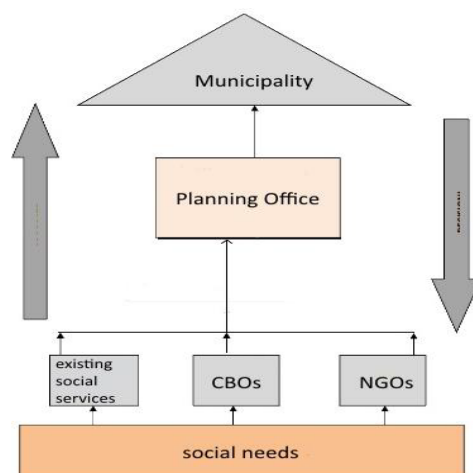 Municipality
Planning Office
existing
social
services
CBOs
NGOs
social needs